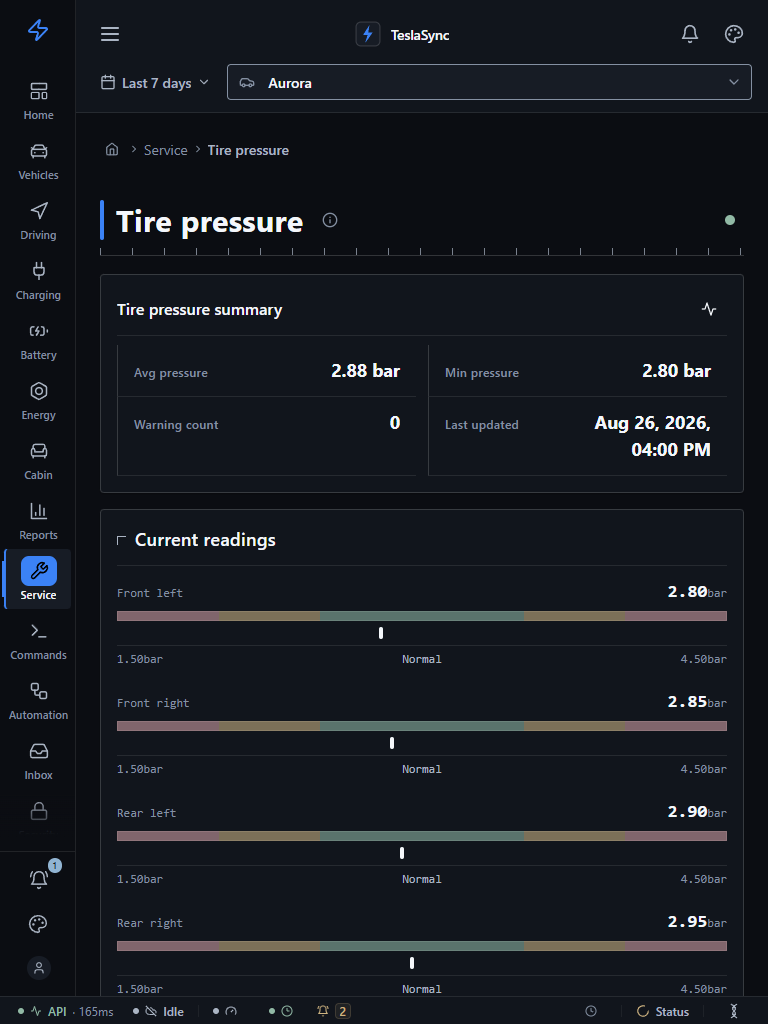 TeslaSync
Last 7 days
Aurora
Home
Vehicles
Driving
Charging
Battery
Energy
Cabin
Reports
Service
Commands
Automation
Inbox
1
Service > Tire pressure
Tire pressure
Tire pressure summary
Avg pressure 2.88 bar
Min pressure 2.80 bar
Warning count 0
Last updated Aug 26, 2026,
04:00 PM
Current readings
Front left 2.80bar
1.50bar Normal 4.50bar
Front right 2.85bar
1.50bar Normal 4.50bar
Rear left 2.90bar
1.50bar Normal 4.50bar
Rear right 2.95bar
1.50bar Normal 4.50bar
API · 165ms Idle 2 Status